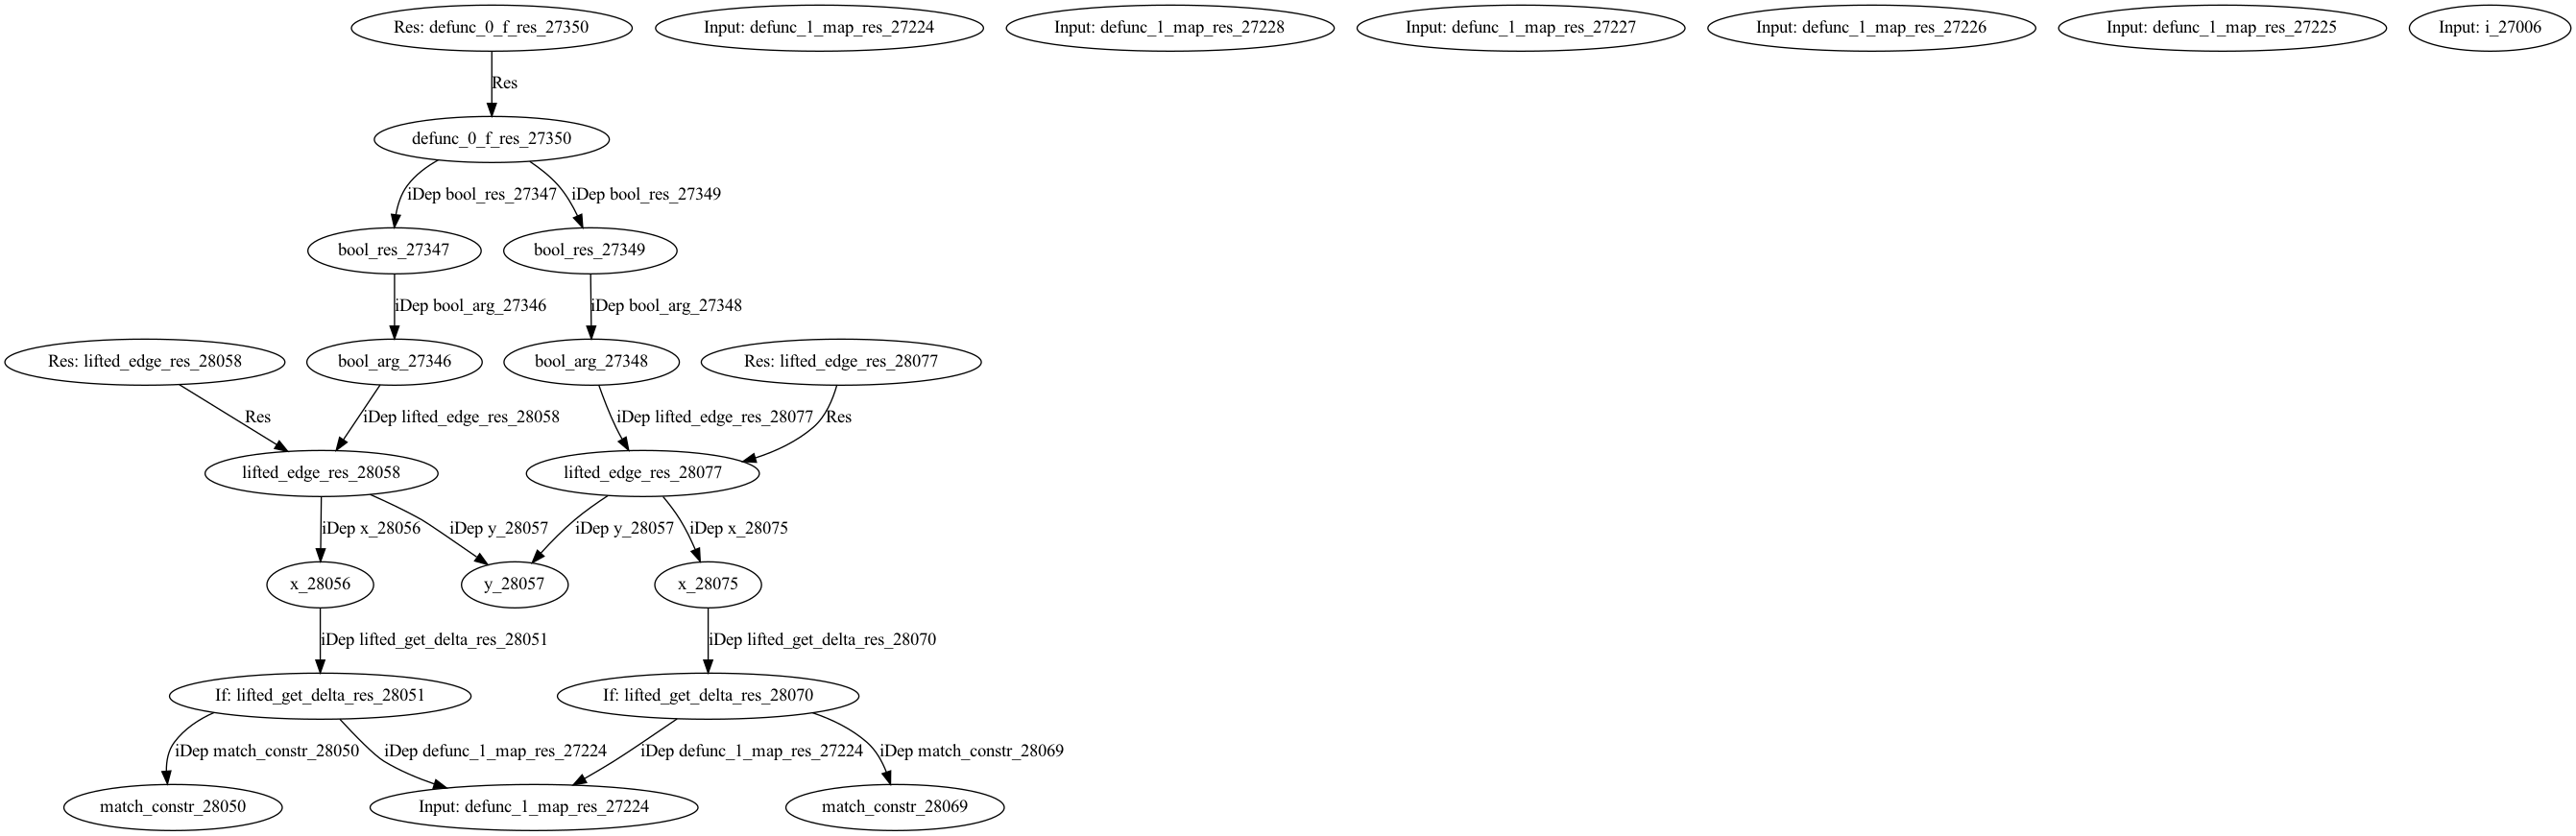 Res: defunc_0_f_res_27350
Input: defunc_1_map_res_27224
Input: defunc_1_map_res_27228
Input: defunc_1_map_res_27227
Input: defunc_1_map_res_27226
Input: defunc_1_map_res_27225
Input: i_27006
Res
defunc_0_f_res_27350
iDep bool_res_27347
iDep bool_res_27349
bool_res_27347
bool_res_27349
iDep bool_arg_27346
iDep bool_arg_27348
Res: lifted_edge_res_28058
bool_arg_27346
bool_arg_27348
Res: lifted_edge_res_28077
Res
iDep lifted_edge_res_28058
iDep lifted_edge_res_28077
Res
lifted_edge_res_28058
lifted_edge_res_28077
iDep x_28056
iDep y_28057
iDep y_28057
iDep x_28075
x_28056
y_28057
x_28075
iDep lifted_get_delta_res_28051
iDep lifted_get_delta_res_28070
If: lifted_get_delta_res_28051
If: lifted_get_delta_res_28070
iDep match_constr_28050
iDep defunc_1_map_res_27224
iDep defunc_1_map_res_27224
iDep match_constr_28069
match_constr_28050
Input: defunc_1_map_res_27224
match_constr_28069